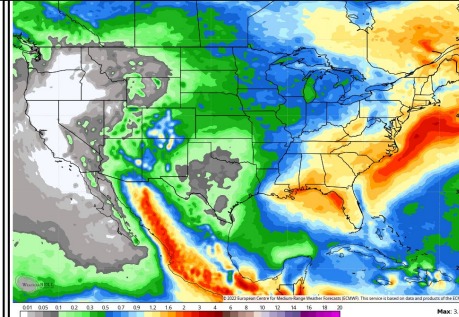 © 2022 European Centre for Medium-Range Weather Forecasts (ECMWF). This service is based on data and products of the ECM
0.01 0.05 0.1 0.2 0.3 0.5 0.7 0.9 1.2 1.6 2 3 4 6 8 9 10 12 14 16 18 20
Max: 3.